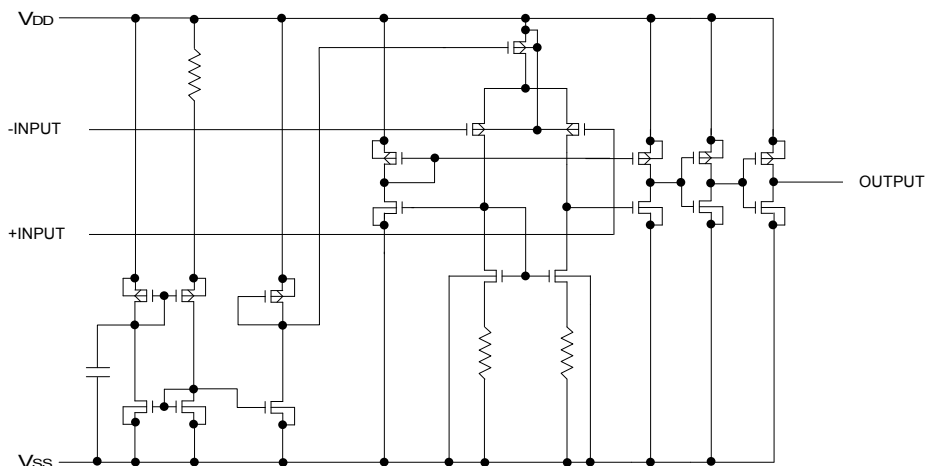 VDD
-INPUT
OUTPUT
+INPUT
VSS